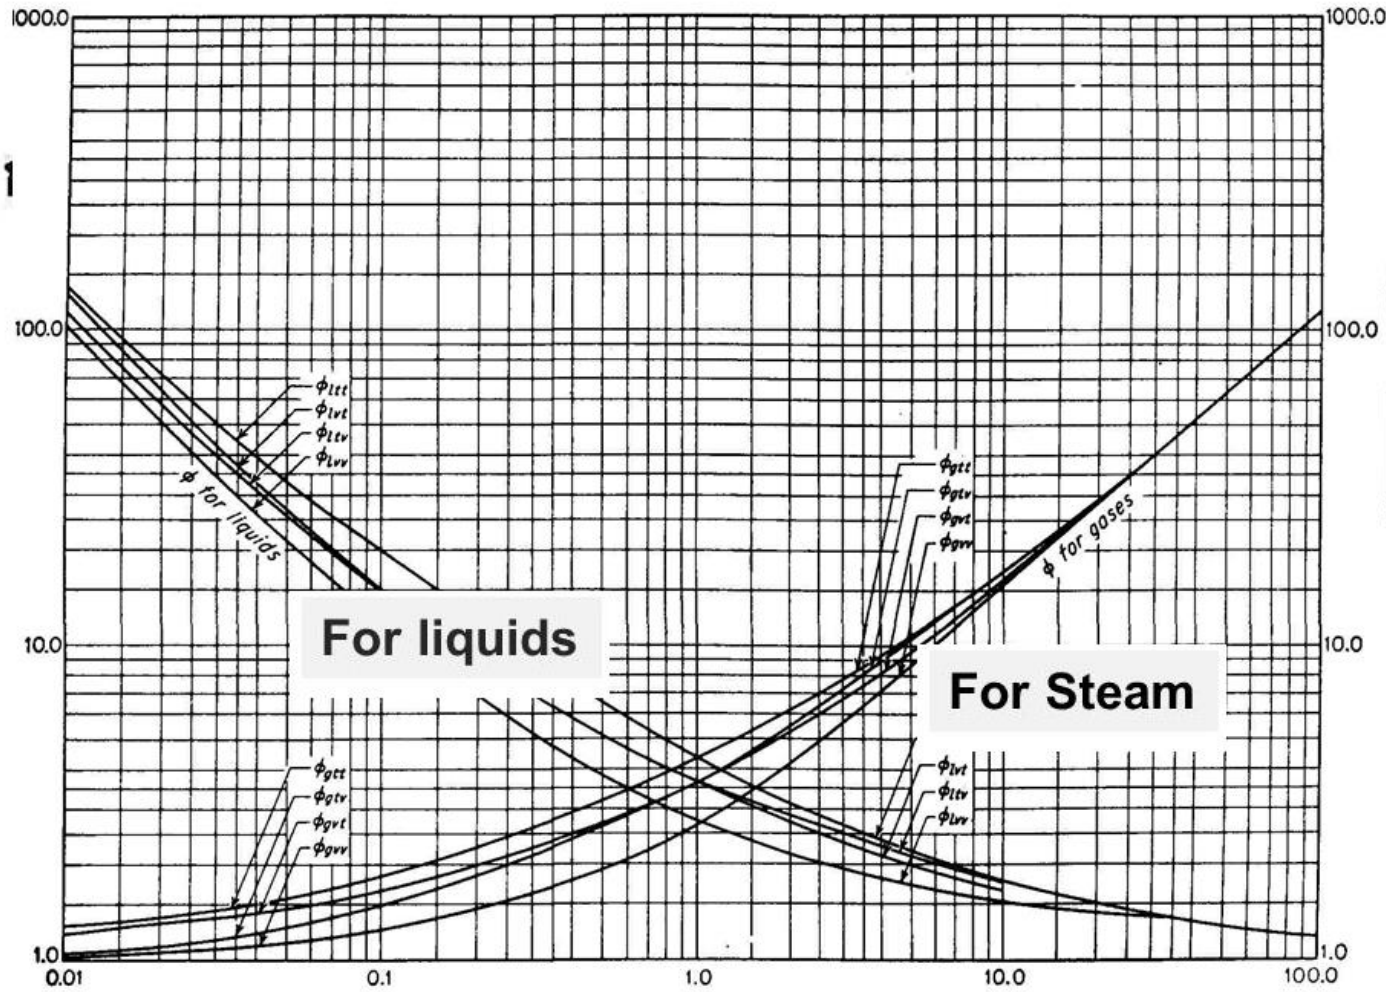 1000.0
1000.0
100.0
100.0
ϕltt
ϕlvt
ϕltv
ϕlvv
ϕ for liquids
ϕgtt
ϕgtv
ϕgvt
ϕgvv
ϕ for gases
For liquids
10.0
10.0
For Steam
ϕgtt
ϕgtv
ϕgvt
ϕgvv
ϕlvt
ϕltv
ϕlvv
1.0
1.0
0.01
0.1
1.0
10.0
100.0